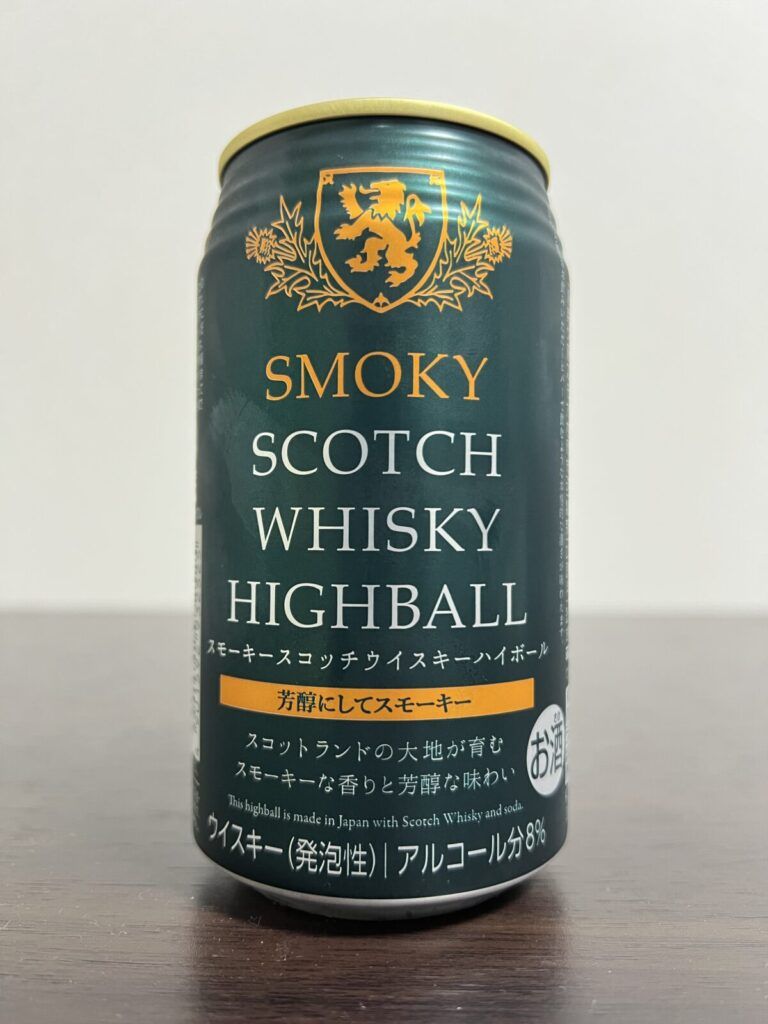 SMOKY
SCOTCH
WHISKY
HIGHBALL
スモーキースコッチウイスキーハイボール
芳醇にしてスモーキー
スコットランドの大地が育む
スモーキーな香りと芳醇な味わい
お酒
This highball is made in Japan with Scotch Whisky and soda.
ウイスキー(発泡性)|アルコール分8%